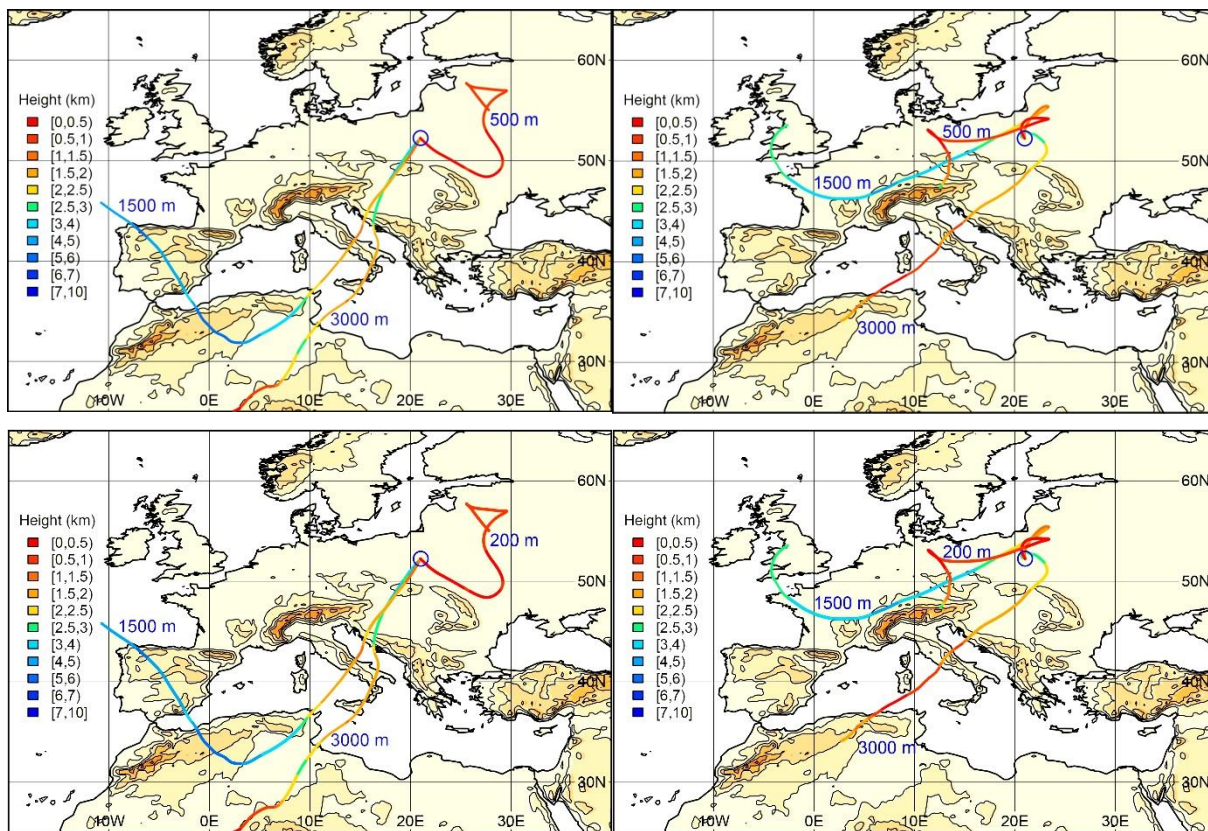 Height (km)
[0,0.5)
[0.5,1)
[1,1.5)
[1.5,2)
[2,2.5)
[2.5,3)
[3,4)
[4,5)
[5,6)
[6,7)
[7,10]
500 m
1500 m
3000 m
60N
50N
40N
30N
10W 0E 10E 20E 30E
Height (km)
[0,0.5)
[0.5,1)
[1,1.5)
[1.5,2)
[2,2.5)
[2.5,3)
[3,4)
[4,5)
[5,6)
[6,7)
[7,10]
500 m
1500 m
3000 m
60N
50N
40N
30N
10W 0E 10E 20E 30E
Height (km)
[0,0.5)
[0.5,1)
[1,1.5)
[1.5,2)
[2,2.5)
[2.5,3)
[3,4)
[4,5)
[5,6)
[6,7)
[7,10]
200 m
1500 m
3000 m
60N
50N
40N
30N
10W 0E 10E 20E 30E
Height (km)
[0,0.5)
[0.5,1)
[1,1.5)
[1.5,2)
[2,2.5)
[2.5,3)
[3,4)
[4,5)
[5,6)
[6,7)
[7,10]
200 m
1500 m
3000 m
60N
50N
40N
30N
10W 0E 10E 20E 30E